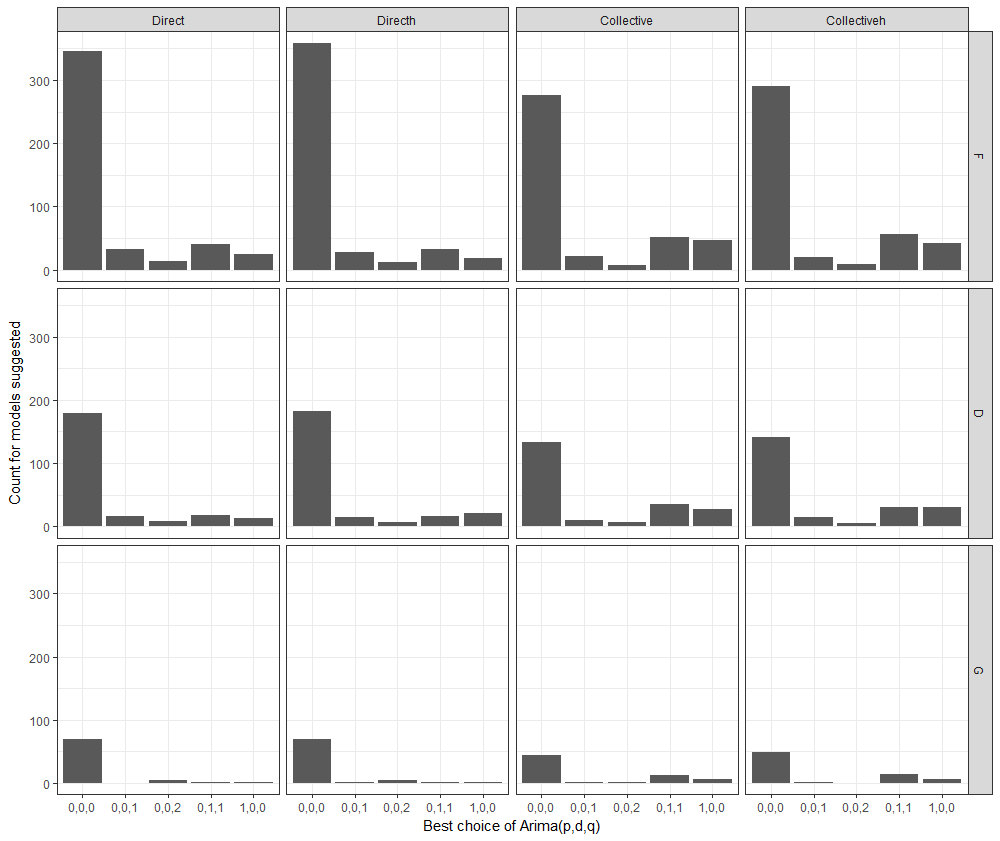 Direct Directh Collective Collectiveh
300
200
100
0
F
300
200
100
0
D
300
200
100
0
G
Count for models suggested
0,0,0 0,0,1 0,0,2 0,1,1 1,0,0 0,0,0 0,0,1 0,0,2 0,1,1 1,0,0 0,0,0 0,0,1 0,0,2 0,1,1 1,0,0 0,0,0 0,0,1 0,0,2 0,1,1 1,0,0
Best choice of Arima(p,d,q)